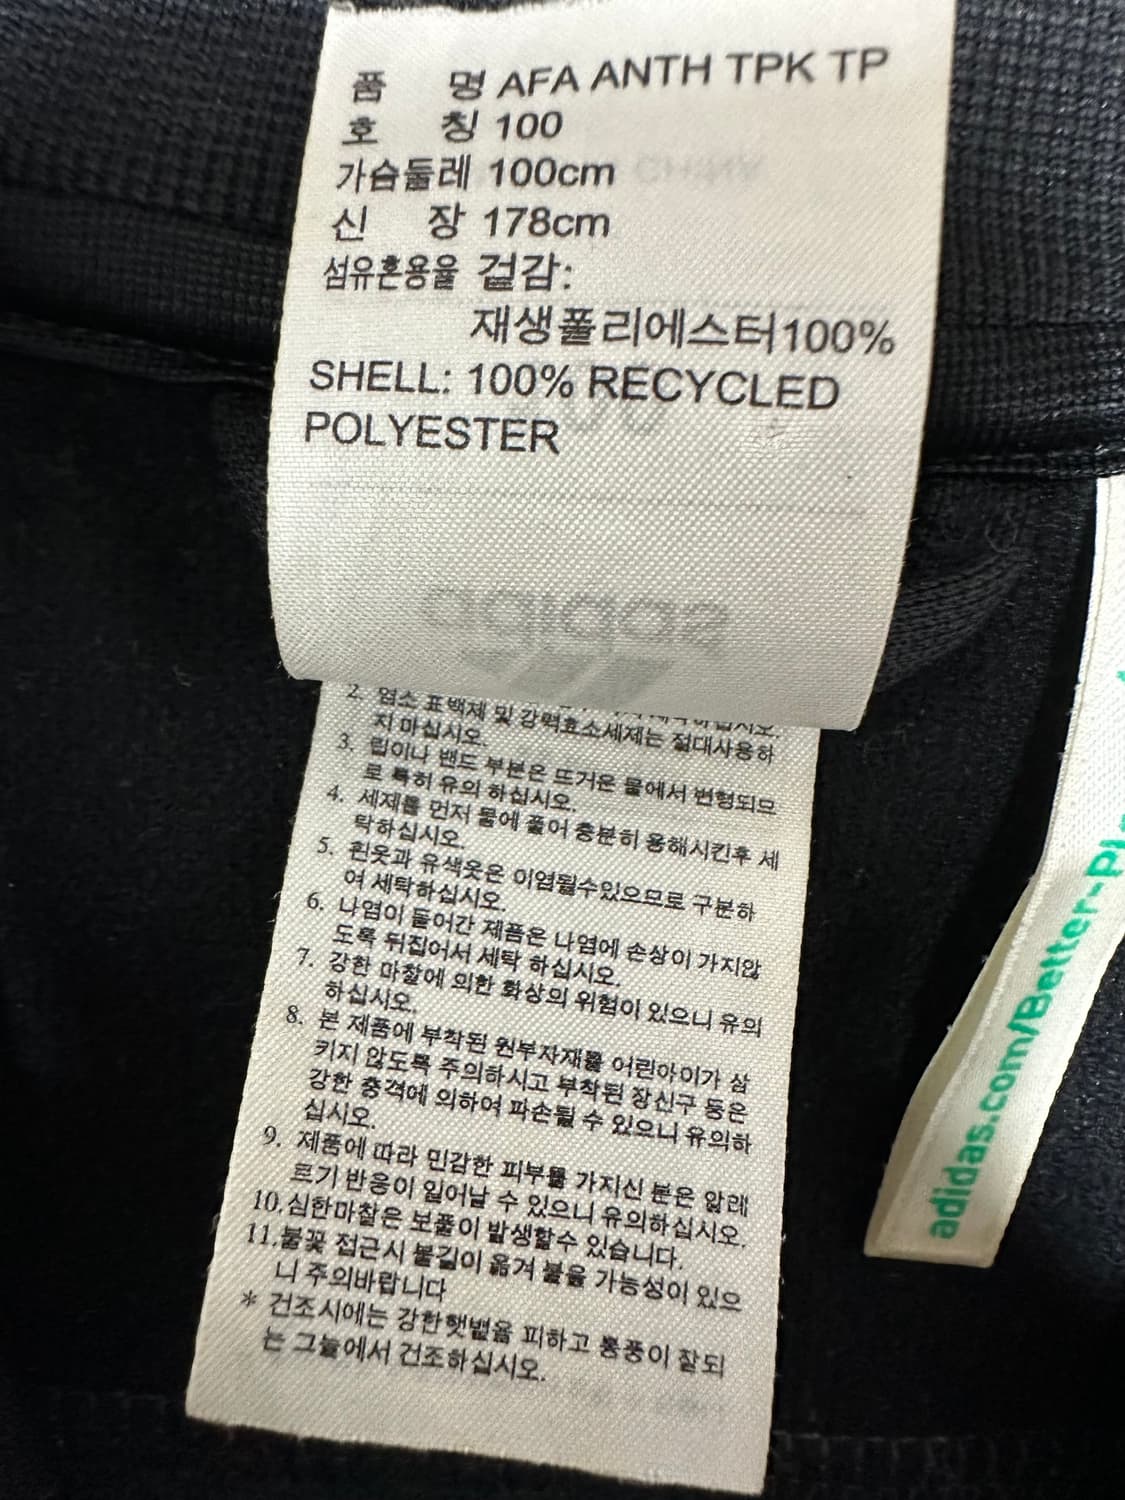 품 명 AFA ANTH TPK TP
호 칭 100
가슴둘레 100cm
신 장 178cm
섬유혼용율 겉감:
재생폴리에스터100%
SHELL: 100% RECYCLED
POLYESTER
adidas
2. 염소 표백제 및 강력효소세제는 절대사용하
지 마십시오.
3. 립이나 밴드 부분은 뜨거운 물에서 변형되므
로 특히 유의 하십시오.
4. 세제를 먼저 물에 풀어 충분히 용해시킨후 세
탁하십시오.
5. 흰옷과 유색옷은 이염될수있으므로 구분하
여 세탁하십시오.
6. 나염이 들어간 제품은 나염에 손상이 가지않
도록 뒤집어서 세탁 하십시오.
7. 강한 마찰에 의한 화상의 위험이 있으니 유의
하십시오.
8. 본 제품에 부착된 원부자재를 어린아이가 삼
키지 않도록 주의하시고 부착된 장신구 등은
강한 충격에 의하여 파손될 수 있으니 유의하
십시오.
9. 제품에 따라 민감한 피부를 가지신 분은 알레
르기 반응이 일어날 수 있으니 유의하십시오.
10.심한마찰은 보풀이 발생할수 있습니다.
11.불꽃 접근시 불길이 옮겨 붙을 가능성이 있으
니 주의바랍니다
* 건조시에는 강한햇볕을 피하고 통풍이 잘되
는 그늘에서 건조하십시오.
adidas.com/Better-Pl